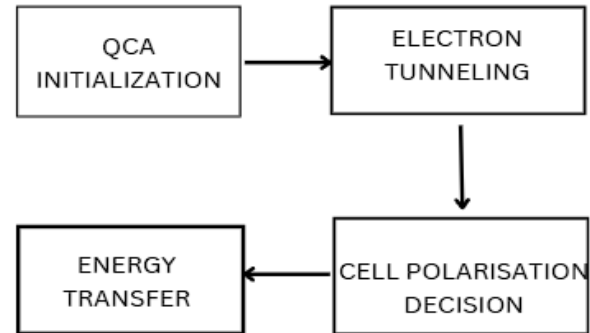 QCA
INITIALIZATION
ELECTRON
TUNNELING
CELL POLARISATION
DECISION
ENERGY
TRANSFER